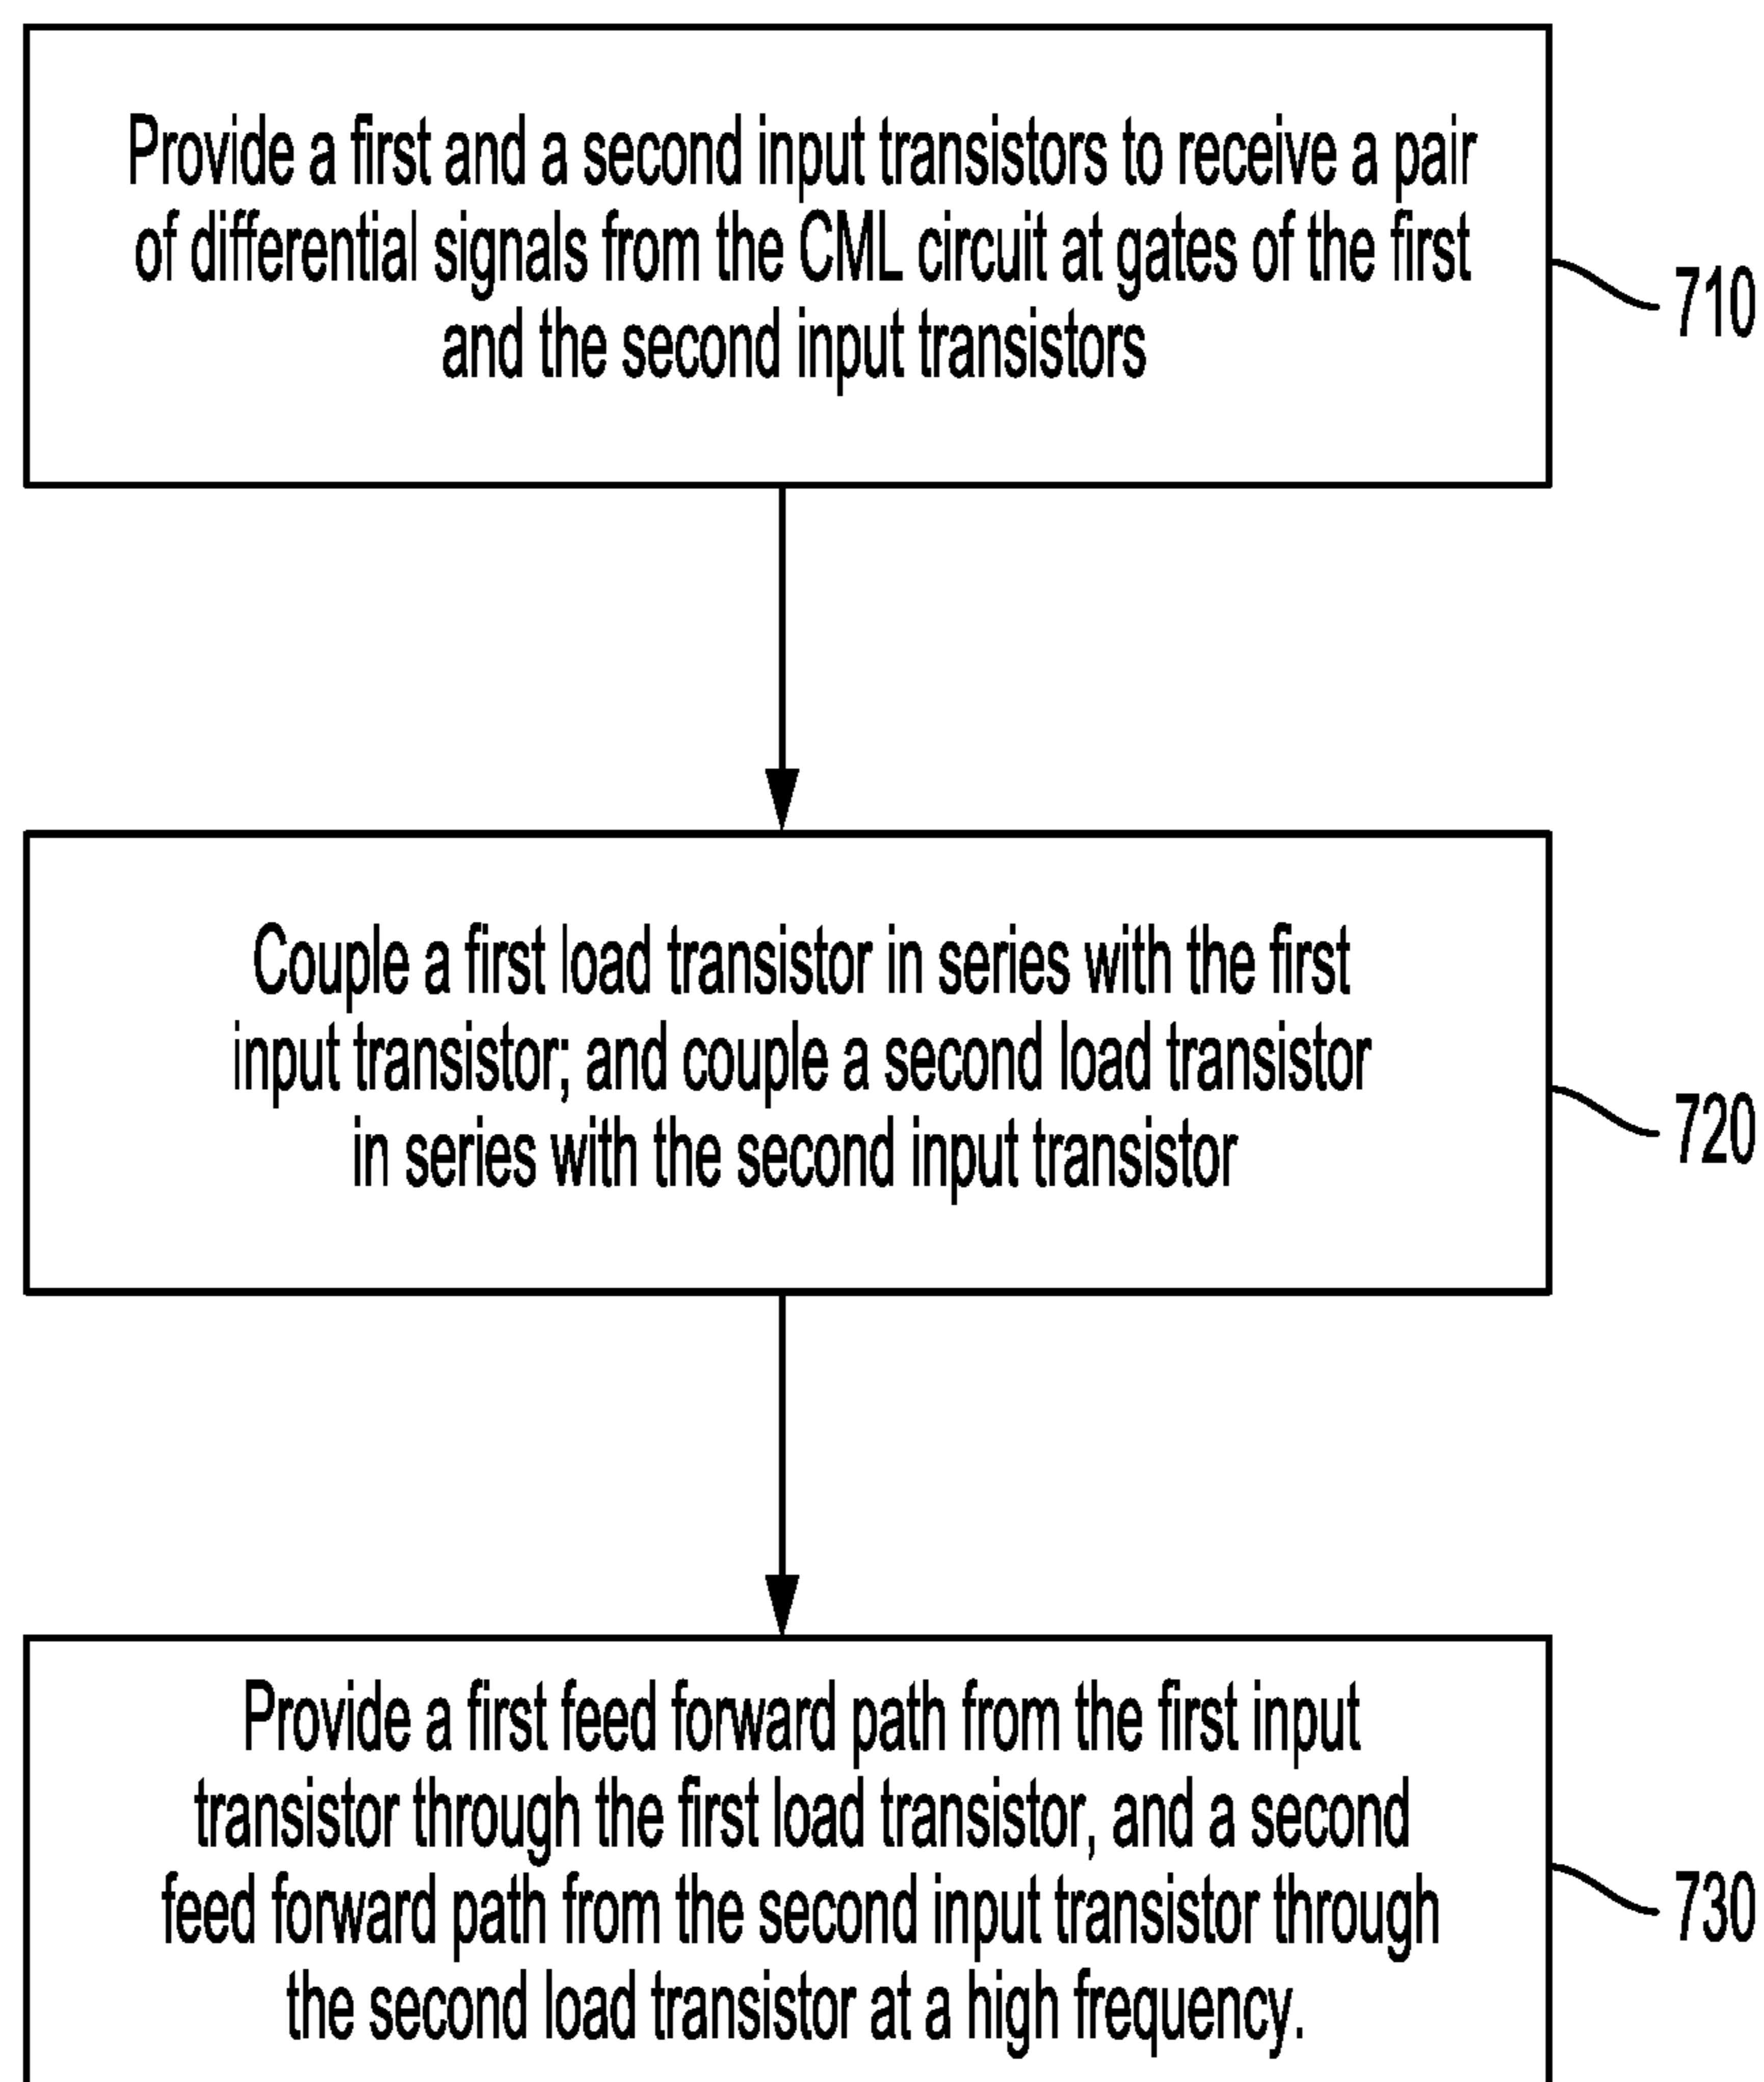 Provide a first and a second input transistors to receive a pair
of differential signals from the CML circuit at gates of the first
and the second input transistors
710
Couple a first load transistor in series with the first
input transistor; and couple a second load transistor
in series with the second input transistor
720
Provide a first feed forward path from the first input
transistor through the first load transistor, and a second
feed forward path from the second input transistor through
the second load transistor at a high frequency.
730